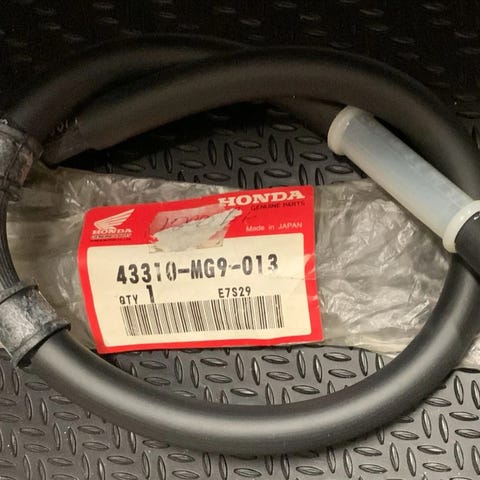 HONDA
GENUINE PARTS
HONDA
Made in JAPAN
43310-MG9-013
QTY 1 E7S29